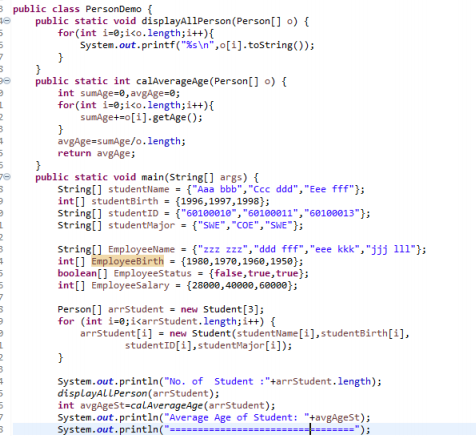 public class PersonDemo {
public static void displayAllPerson(Person[] o) {
for(int i=0;i<o.length;i++){
System.out.printf("%s\n",o[i].toString());
}
}
public static int calAverageAge(Person[] o) {
int sumAge=0,avgAge=0;
for(int i=0;i<o.length;i++){
sumAge+=o[i].getAge();
}
avgAge=sumAge/o.length;
return avgAge;
}
public static void main(String[] args) {
String[] studentName = {"Aaa bbb","Ccc ddd","Eee fff"};
int[] studentBirth = {1996,1997,1998};
String[] studentID = {"60100010","60100011","60100013"};
String[] studentMajor = {"SWE","COE","SWE"};
String[] EmployeeName = {"zzz zzz","ddd fff","eee kkk","jjj lll"};
int[] EmployeeBirth = {1980,1970,1960,1950};
boolean[] EmployeeStatus = {false,true,true};
int[] EmployeeSalary = {28000,40000,60000};
Person[] arrStudent = new Student[3];
for (int i=0;i<arrStudent.length;i++) {
arrStudent[i] = new Student(studentName[i],studentBirth[i],
studentID[i],studentMajor[i]);
}
System.out.println("No. of  Student :"+arrStudent.length);
displayAllPerson(arrStudent);
int avgAgeSt=calAverageAge(arrStudent);
System.out.println("Average Age of Student: "+avgAgeSt);
System.out.println("=================================");